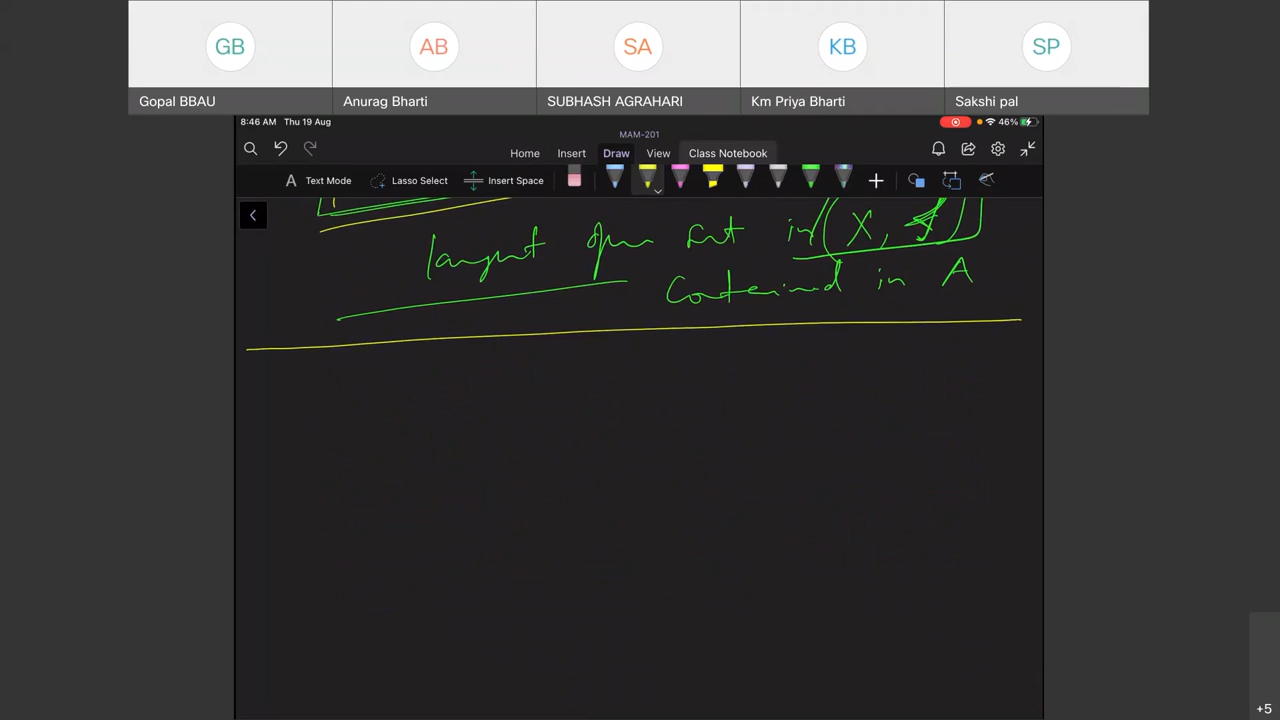 GB AB SA KB SP
Gopal BBAU Anurag Bharti SUBHASH AGRAHARI Km Priya Bharti Sakshi pal
8:46 AM Thu 19 Aug 46%
MAM-201
Home Insert Draw View Class Notebook
A Text Mode Lasso Select Insert Space
largest open set in (X,
Contained in A
+5